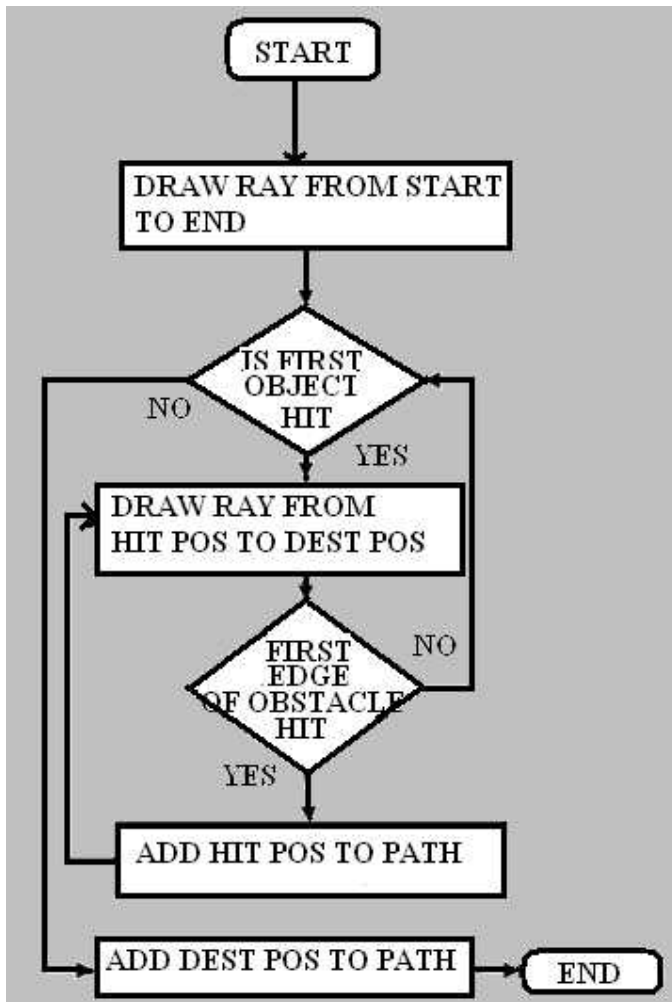 START
DRAW RAY FROM START
TO END
IS FIRST
OBJECT
HIT
NO
YES
DRAW RAY FROM
HIT POS TO DEST POS
FIRST
EDGE
OF OBSTACLE
HIT
NO
YES
ADD HIT POS TO PATH
ADD DEST POS TO PATH
END